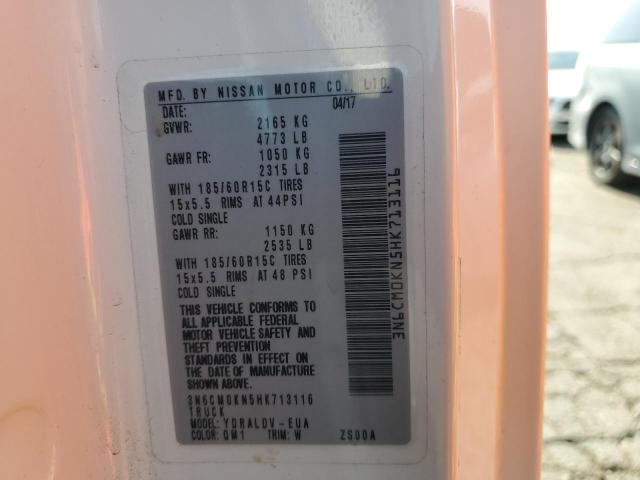 MFD. BY NISSAN MOTOR CO., LTD.
DATE: 04/17
GVWR: 2165 KG
4773 LB
GAWR FR: 1050 KG
2315 LB
WITH 185/60R15C TIRES
15x5.5 RIMS AT 44PSI
COLD SINGLE
GAWR RR: 1150 KG
2535 LB
WITH 185/60R15C TIRES
15x5.5 RIMS AT 48 PSI
COLD SINGLE
THIS VEHICLE CONFORMS TO
ALL APPLICABLE FEDERAL
MOTOR VEHICLE SAFETY AND
THEFT PREVENTION
STANDARDS IN EFFECT ON
THE DATE OF MANUFACTURE
SHOWN ABOVE.
3N6CM0KN5HK713116
TRUCK
MODEL: YDRALDV-EUA
COLOR: QM1 TRIM: W ZS00A
3N6CM0KN5HK713116